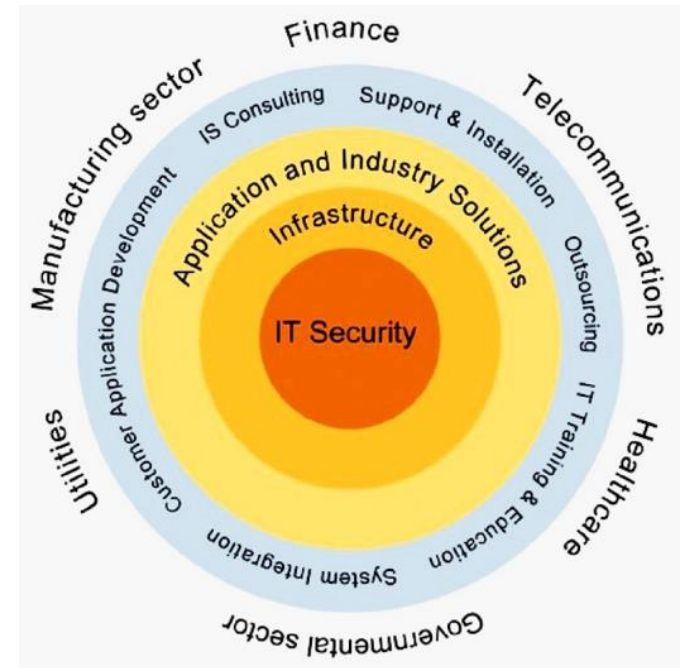 Finance
Telecommunications
Healthcare
Governmental sector
Utilities
Manufacturing sector
IS Consulting
Support & Installation
Outsourcing
IT Training & Education
System Integration
Customer Application Development
Application and Industry Solutions
Infrastructure
IT Security